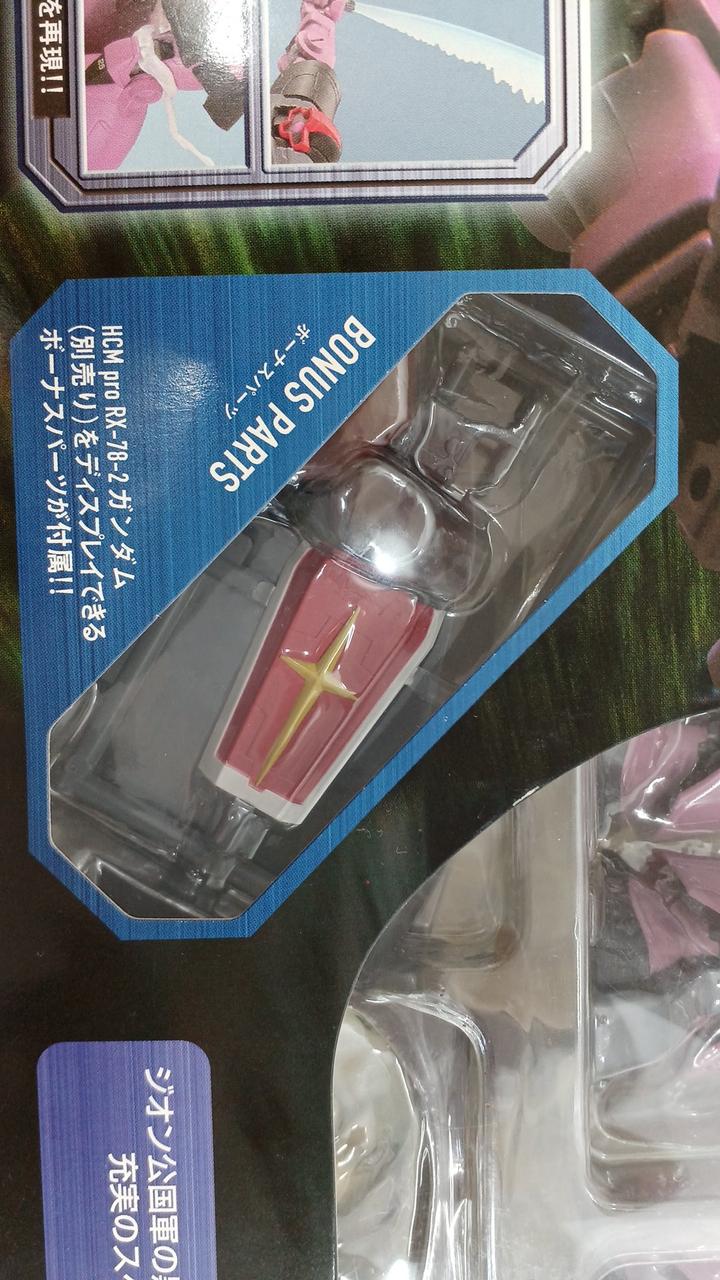 を再現!!
BONUS PARTS
ボーナスパーツ
HCM pro RX-78-2 ガンダム
(別売り)をディスプレイできる
ボーナスパーツが付属!!
ジオン公国軍の
充実のス